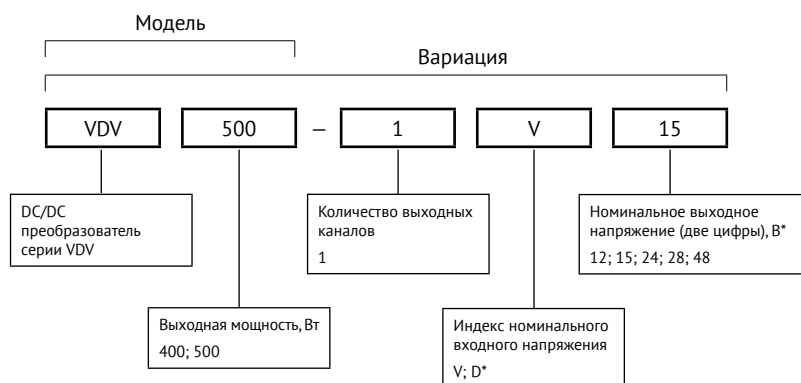 Модель
Вариация
VDV
500
–
1
V
15
DC/DC
преобразователь
серии VDV
Количество выходных
каналов
1
Номинальное выходное
напряжение (две цифры), В*
12; 15; 24; 28; 48
Выходная мощность, Вт
400; 500
Индекс номинального
входного напряжения
V; D*